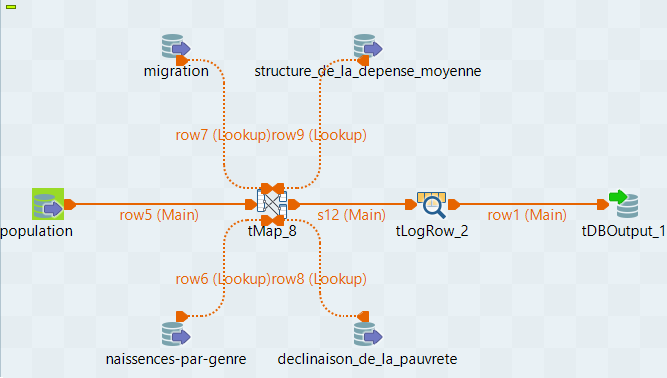 migration
structure_de_la_depense_moyenne
row7 (Lookup)
row9 (Lookup)
population
row5 (Main)
tMap_8
s12 (Main)
tLogRow_2
row1 (Main)
tDBOutput_1
row6 (Lookup)
row8 (Lookup)
naissences-par-genre
declinaison_de_la_pauvrete